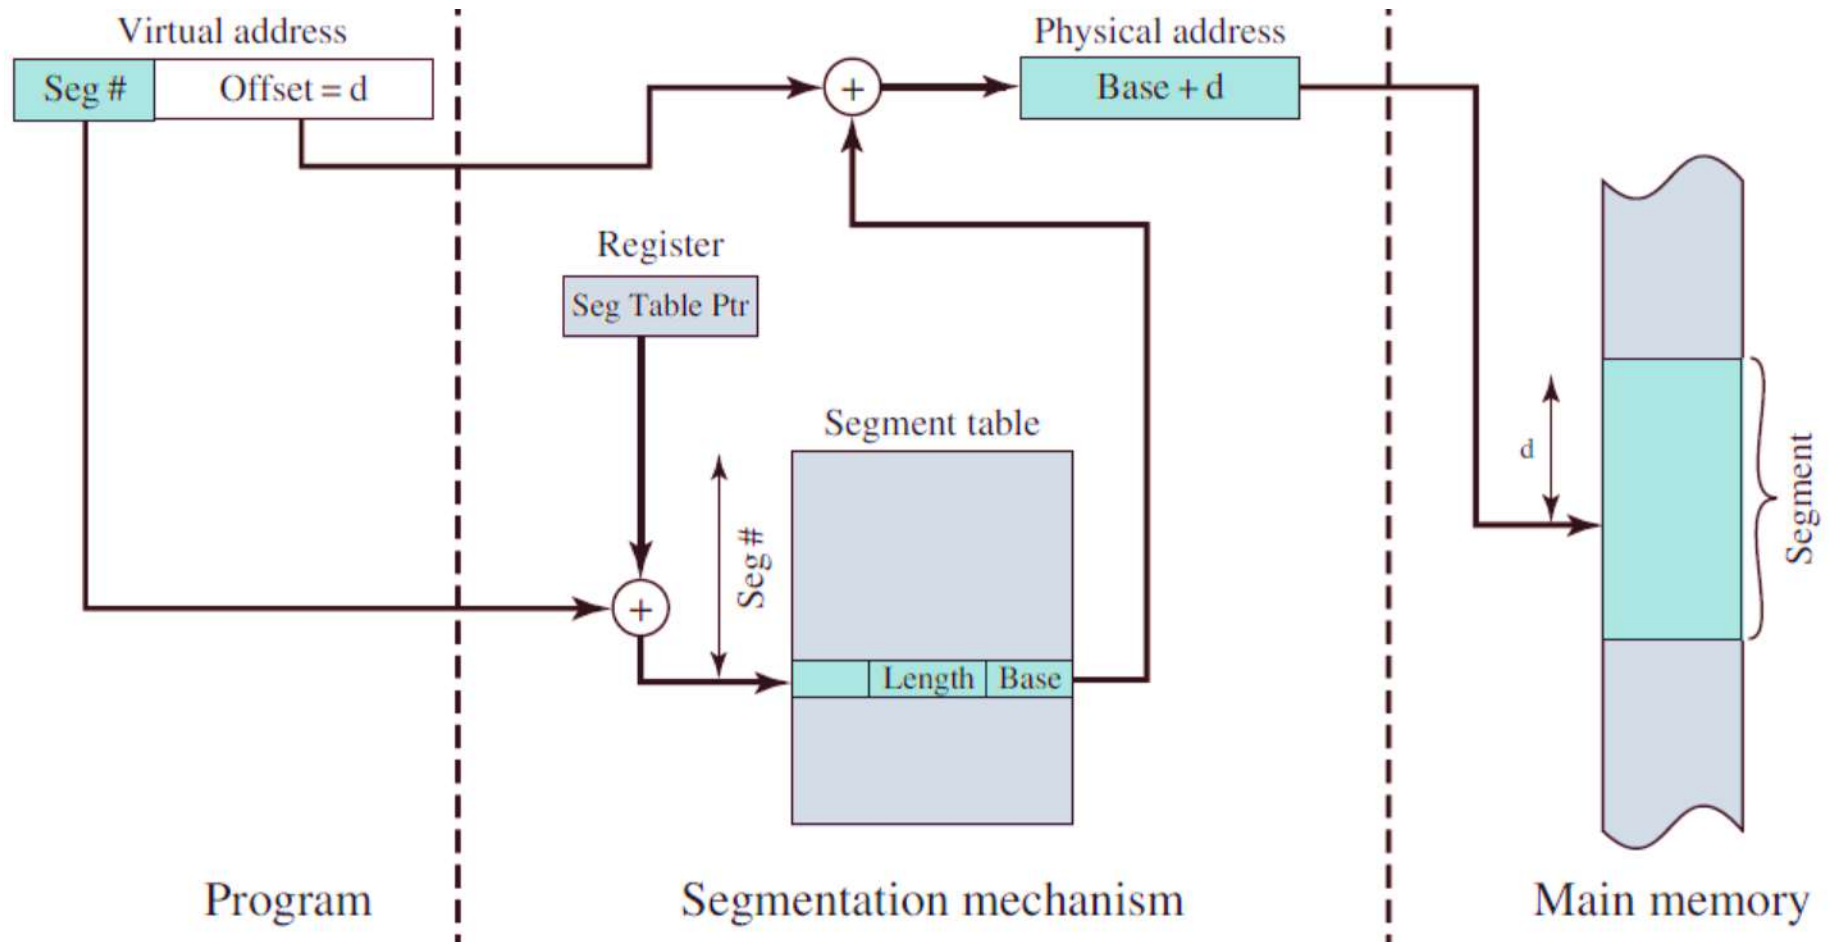 Virtual address
Seg # Offset = d
+
Physical address
Base + d
Register
Seg Table Ptr
+
Segment table
Seg #
Length Base
d
Segment
Program
Segmentation mechanism
Main memory